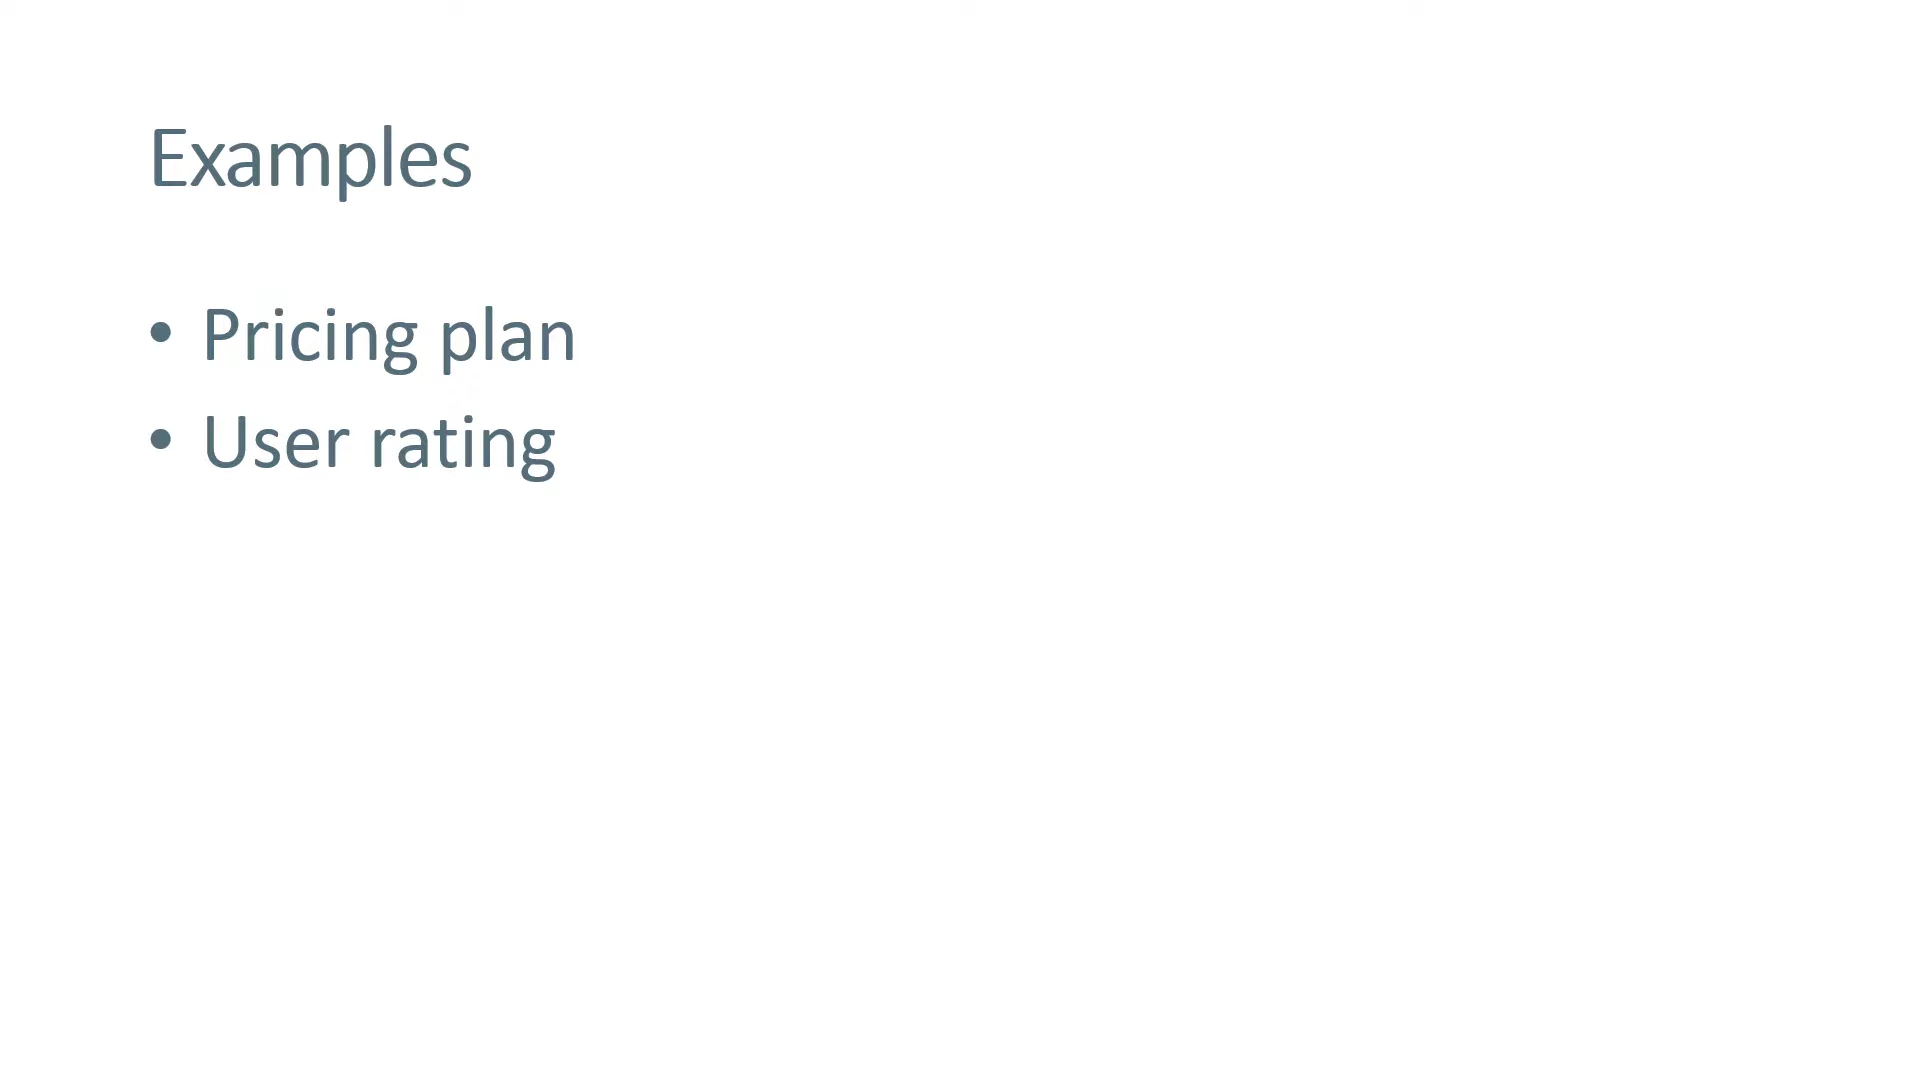 Examples
• Pricing plan
• User rating